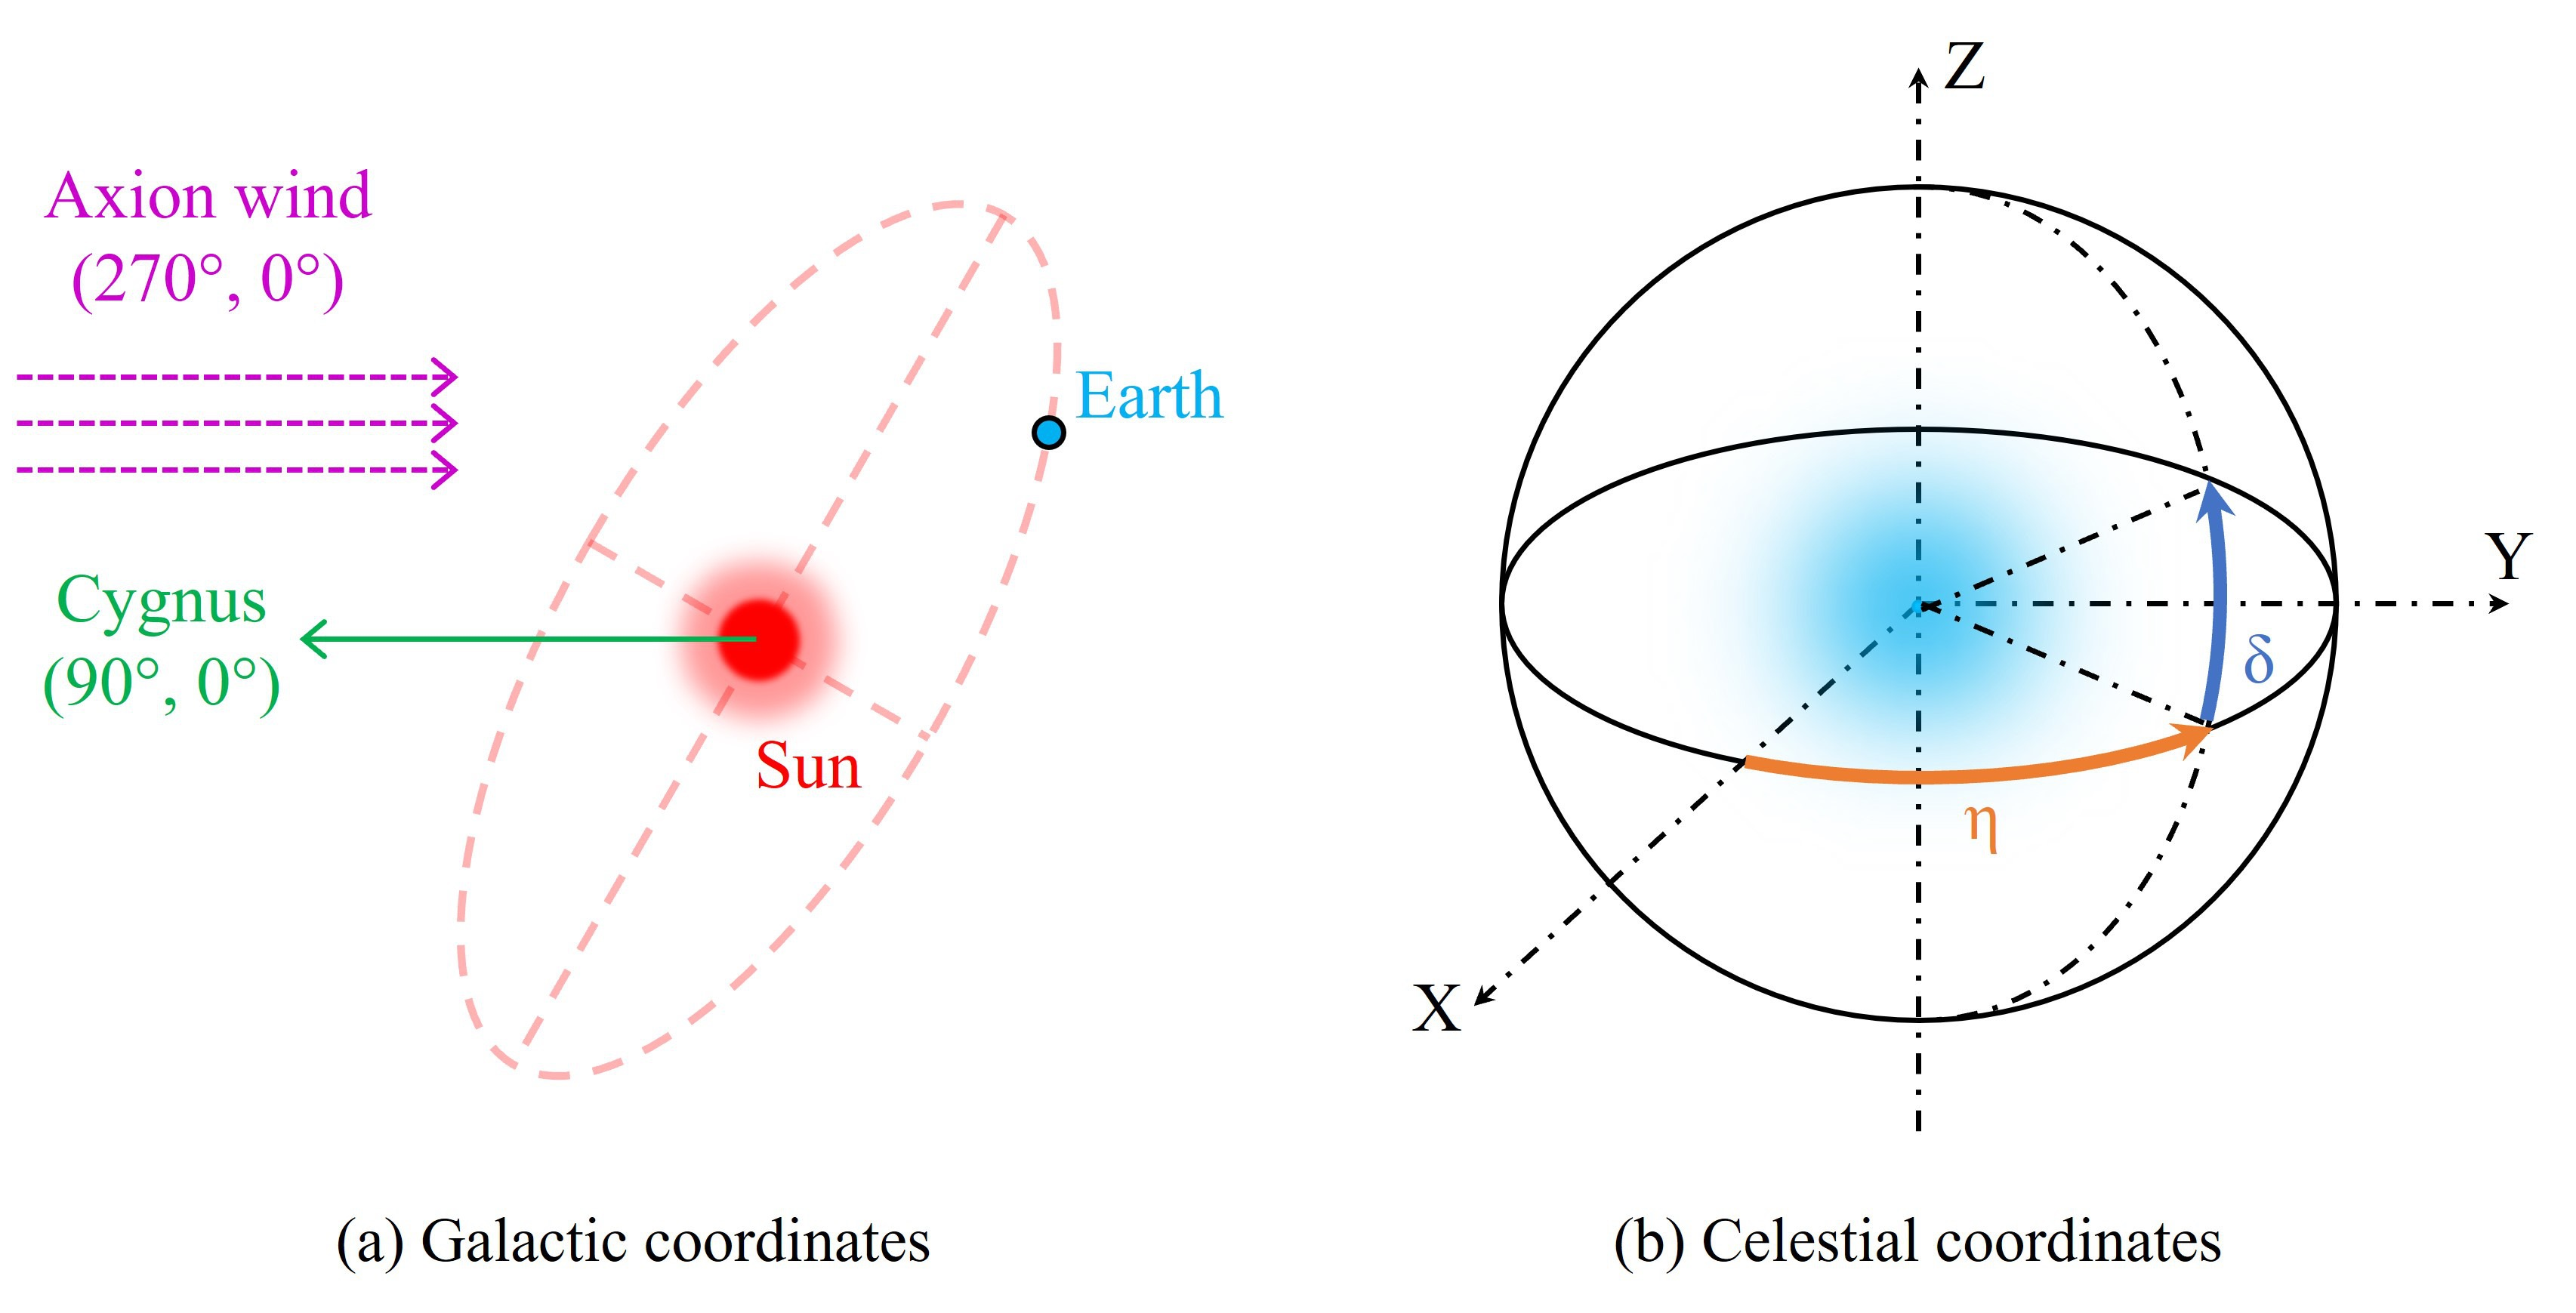 Axion wind
(270°, 0°)
Earth
Cygnus
(90°, 0°)
Sun
(a) Galactic coordinates
Z
Y
δ
η
X
(b) Celestial coordinates